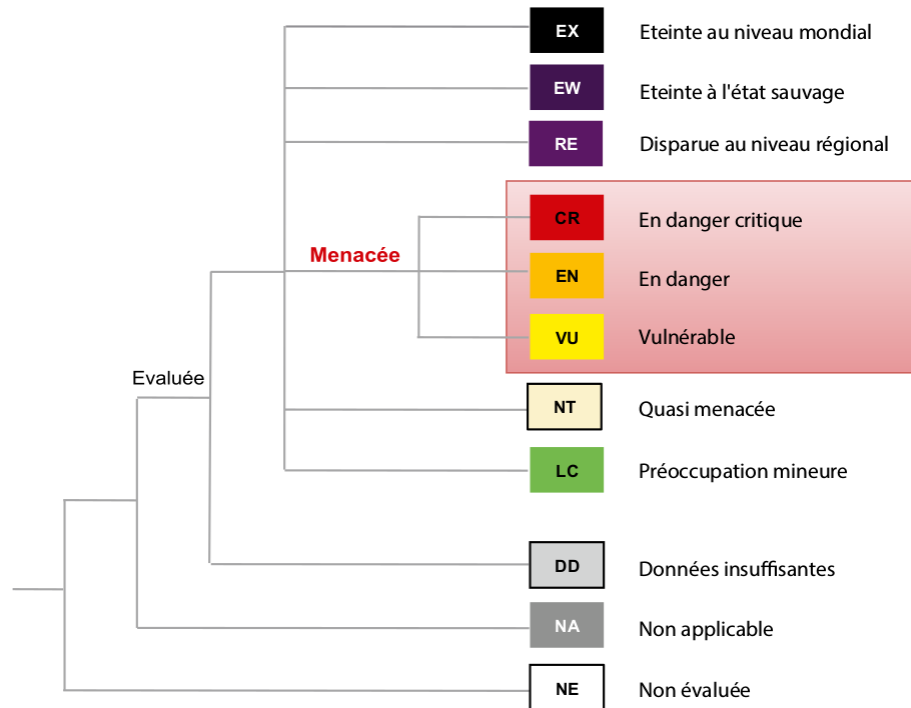 EX Eteinte au niveau mondial
EW Eteinte à l'état sauvage
RE Disparue au niveau régional
CR En danger critique
Menacée
EN En danger
VU Vulnérable
Evaluée
NT Quasi menacée
LC Préoccupation mineure
DD Données insuffisantes
NA Non applicable
NE Non évaluée